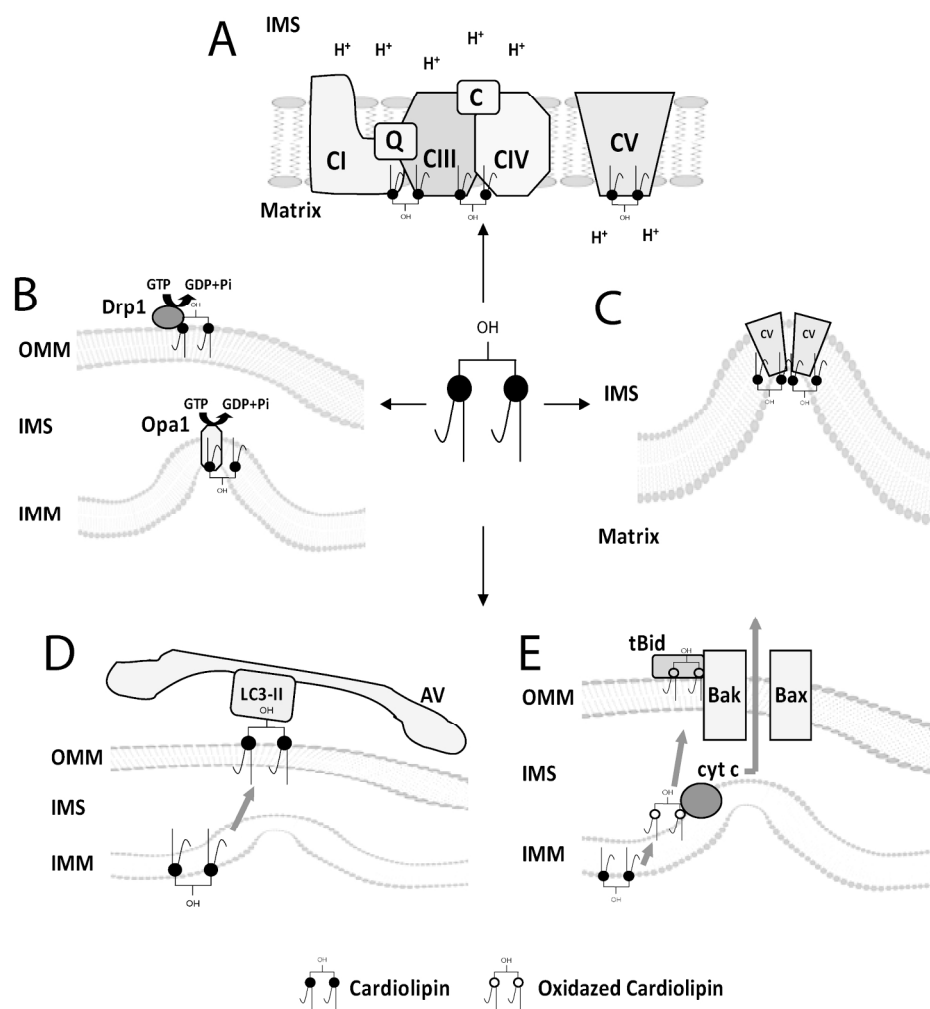 A
IMS
H+ H+ H+ H+ H+
C
Q
CI CIII CIV CV
Matrix
OH OH OH
H+ H+
B
GTP GDP+Pi
OH
Drp1
OMM
IMS
GTP GDP+Pi
Opa1
OH
IMM
OH
C
CV CV
IMS
OH OH
Matrix
D
AV
LC3-II
OH
OMM
IMS
IMM
OH
E
tBid
OH
OMM
Bak Bax
IMS
cyt c
OH
IMM
OH
OH
Cardiolipin
OH
Oxidazed Cardiolipin